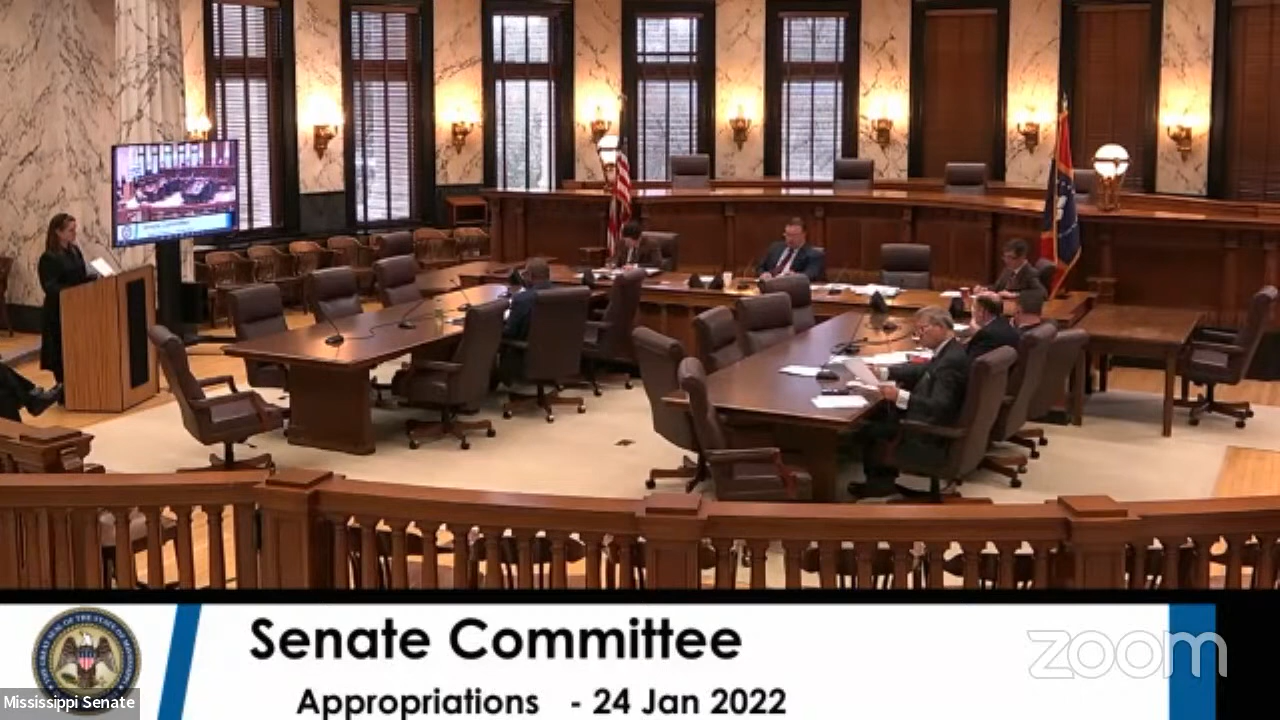 Senate Committee
Appropriations - 24 Jan 2022
zoom
Mississippi Senate